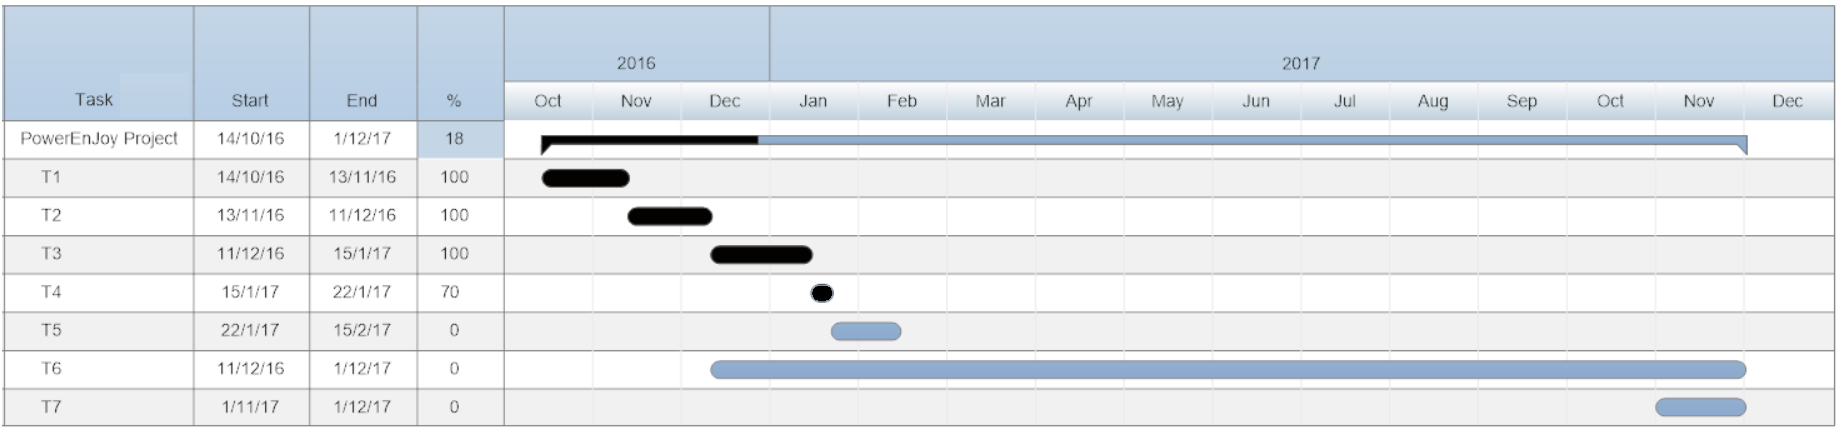 2016 2017
Task Start End % Oct Nov Dec Jan Feb Mar Apr May Jun Jul Aug Sep Oct Nov Dec
PowerEnJoy Project 14/10/16 1/12/17 18
T1 14/10/16 13/11/16 100
T2 13/11/16 11/12/16 100
T3 11/12/16 15/1/17 100
T4 15/1/17 22/1/17 70
T5 22/1/17 15/2/17 0
T6 11/12/16 1/12/17 0
T7 1/11/17 1/12/17 0